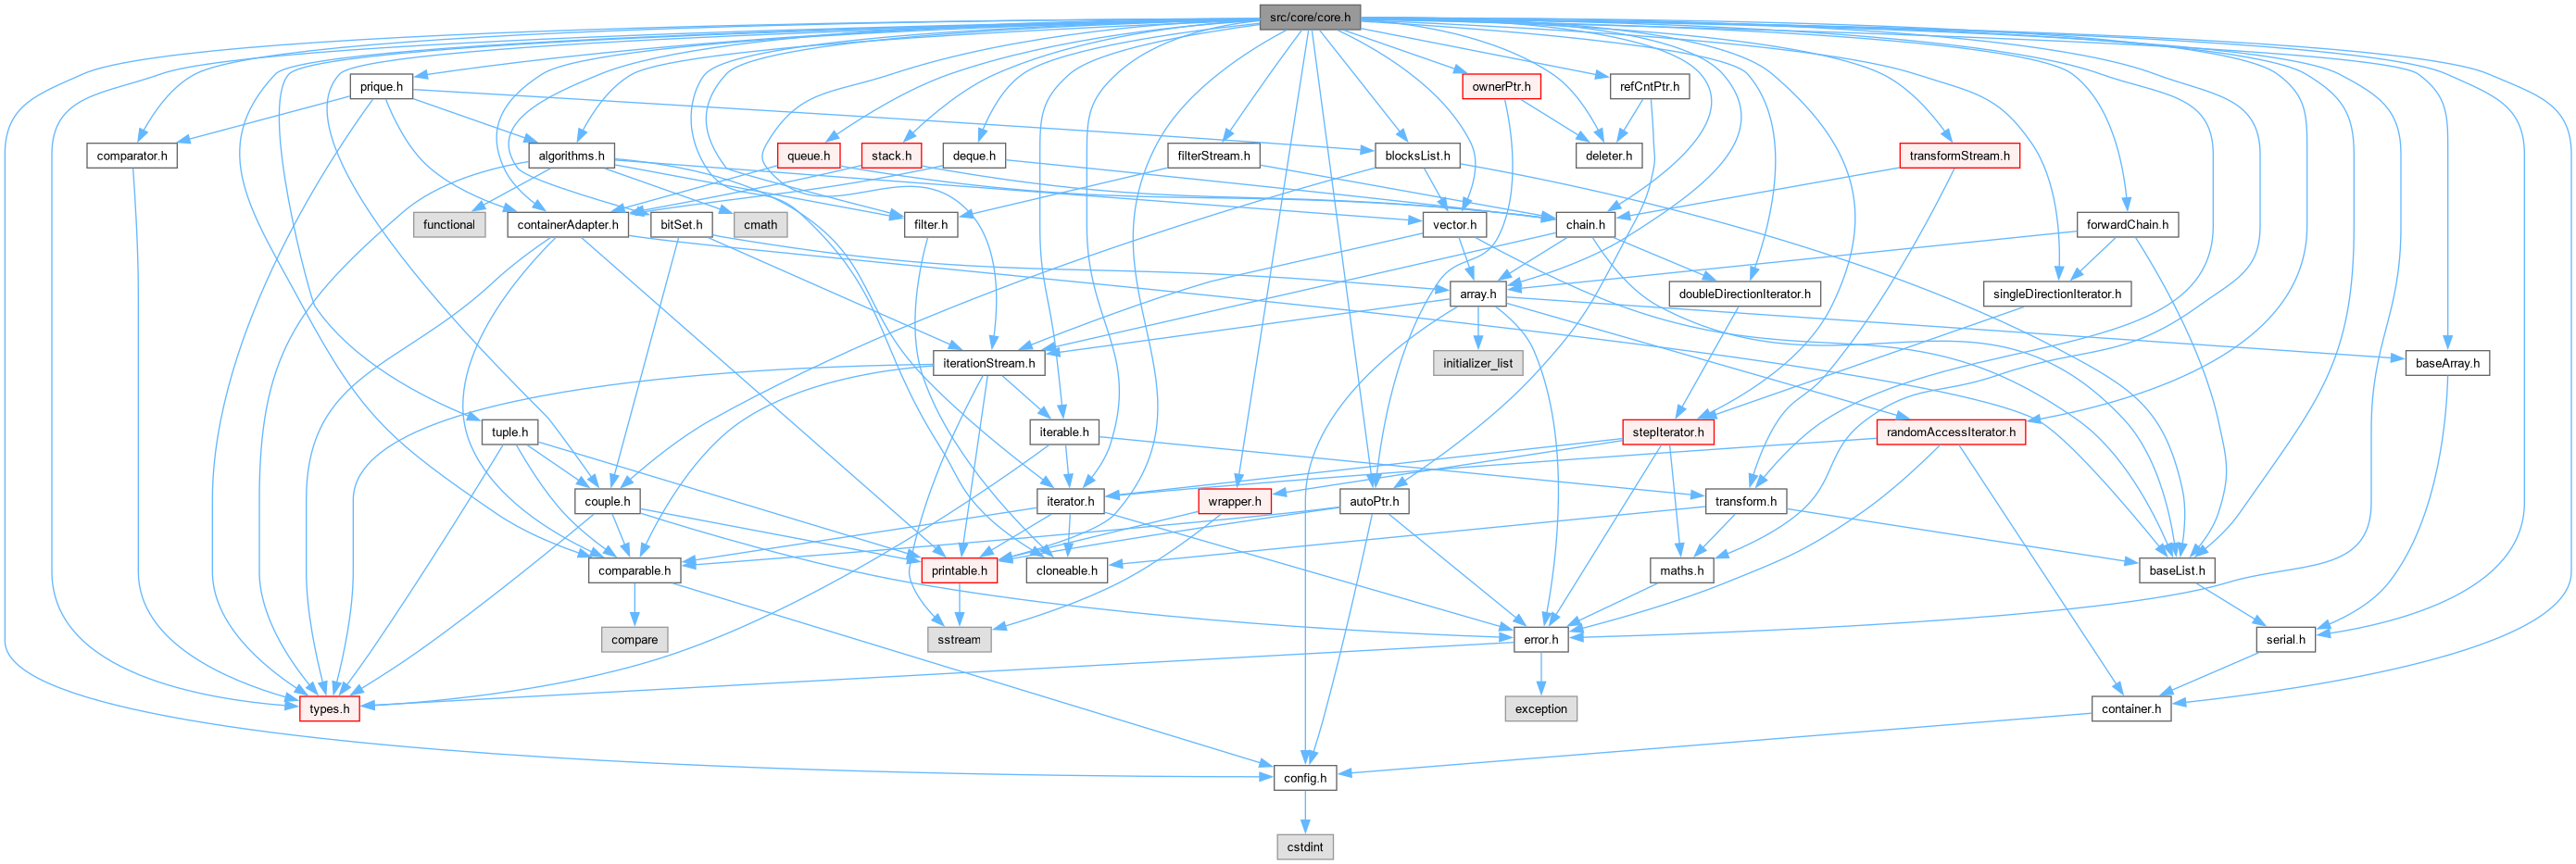 src/core/core.h
prique.h
ownerPtr.h
refCntPtr.h
comparator.h
algorithms.h
queue.h
stack.h
deque.h
filterStream.h
blocksList.h
deleter.h
transformStream.h
functional
containerAdapter.h
bitSet.h
cmath
filter.h
vector.h
chain.h
forwardChain.h
array.h
doubleDirectionIterator.h
singleDirectionIterator.h
iterationStream.h
initializer_list
baseArray.h
tuple.h
iterable.h
stepIterator.h
randomAccessIterator.h
couple.h
iterator.h
wrapper.h
autoPtr.h
transform.h
comparable.h
printable.h
cloneable.h
maths.h
baseList.h
compare
sstream
error.h
serial.h
types.h
exception
container.h
config.h
cstdint